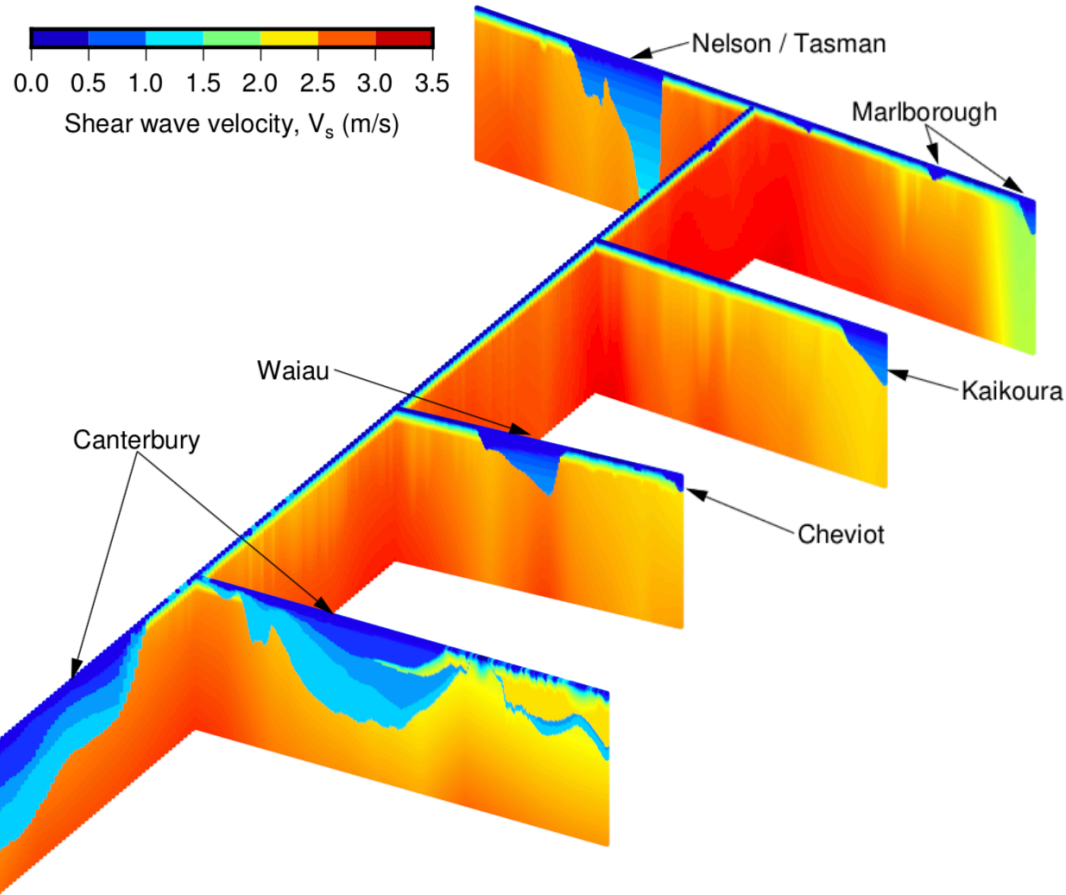 0.0 0.5 1.0 1.5 2.0 2.5 3.0 3.5
Shear wave velocity, Vs (m/s)
Nelson / Tasman
Marlborough
Waiau
Kaikoura
Canterbury
Cheviot